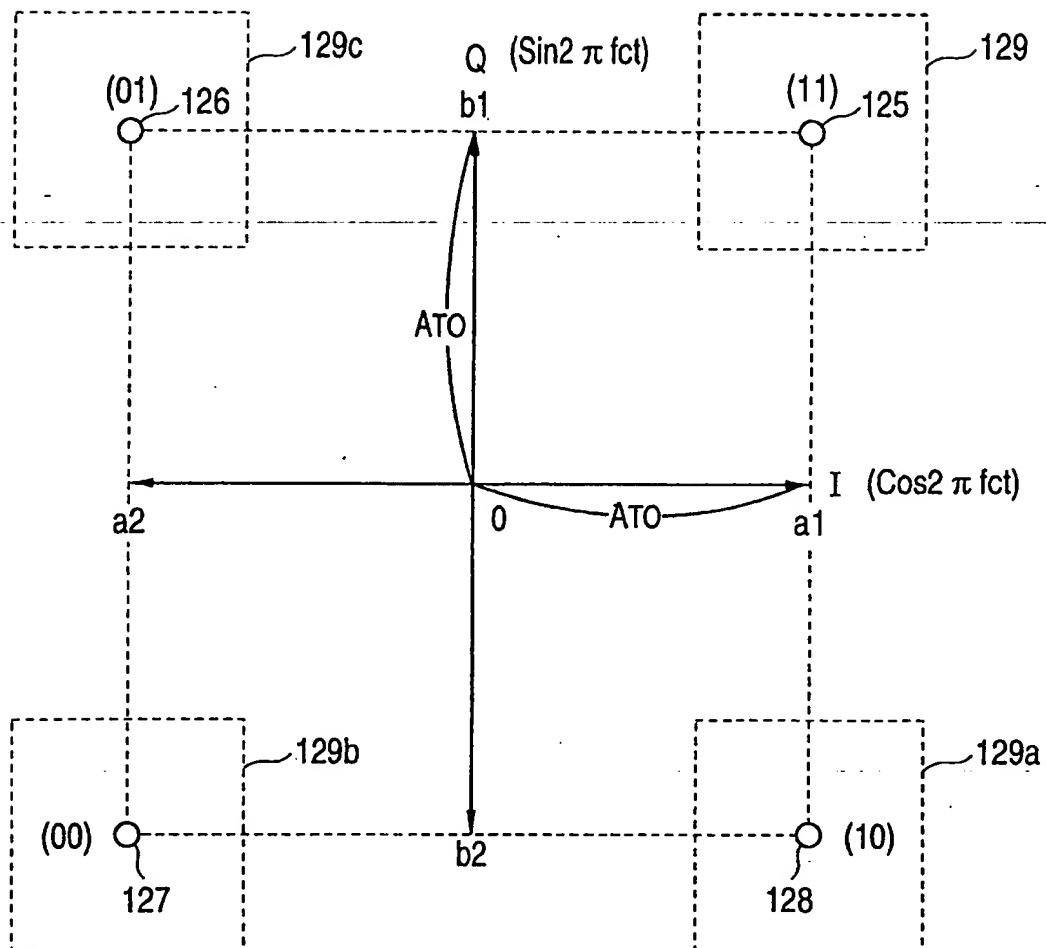 129c
Q (Sin2 π fct)
129
(01)
126
b1
(11)
125
ATO
I (Cos2 π fct)
a2
0
ATO
a1
129b
129a
(00)
b2
(10)
127
128